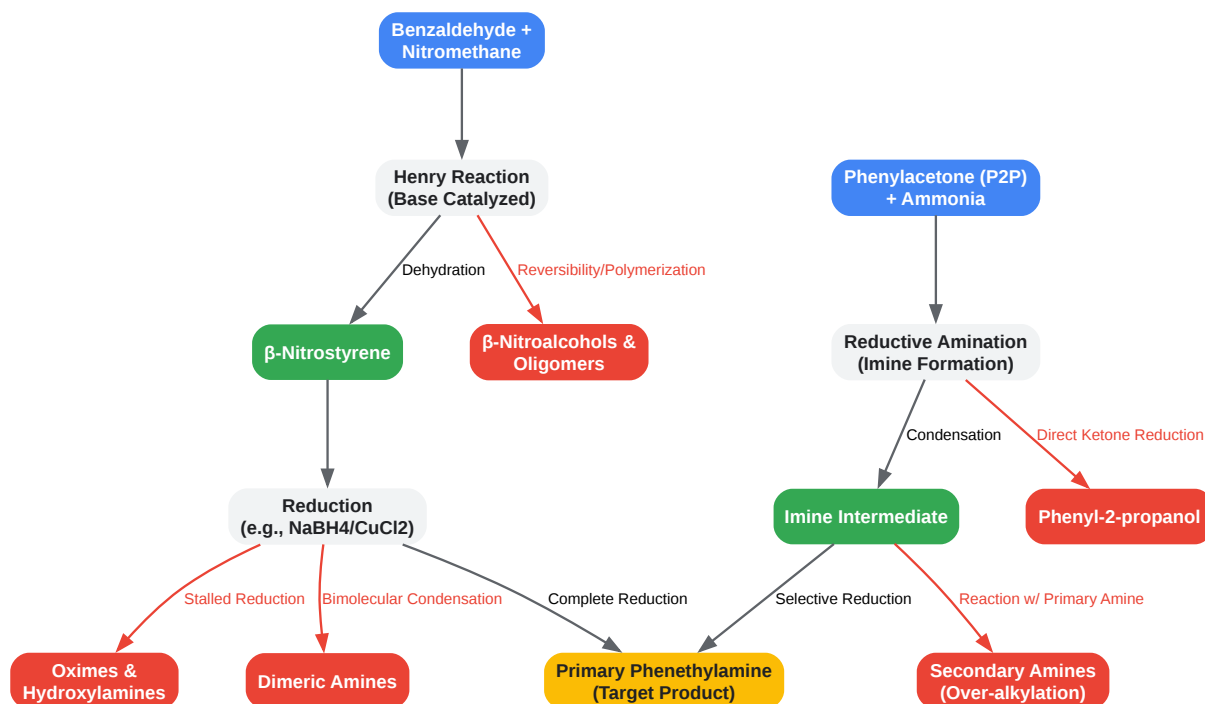 Benzaldehyde +
Nitromethane
Henry Reaction
(Base Catalyzed)
Phenylacetone (P2P)
+ Ammonia
Dehydration
Reversibility/Polymerization
β-Nitrostyrene
β-Nitroalcohols &
Oligomers
Reductive Amination
(Imine Formation)
Condensation
Direct Ketone Reduction
Reduction
(e.g., NaBH4/CuCl2)
Imine Intermediate
Phenyl-2-propanol
Stalled Reduction
Bimolecular Condensation
Complete Reduction
Selective Reduction
Reaction w/ Primary Amine
Oximes &
Hydroxylamines
Dimeric Amines
Primary Phenethylamine
(Target Product)
Secondary Amines
(Over-alkylation)